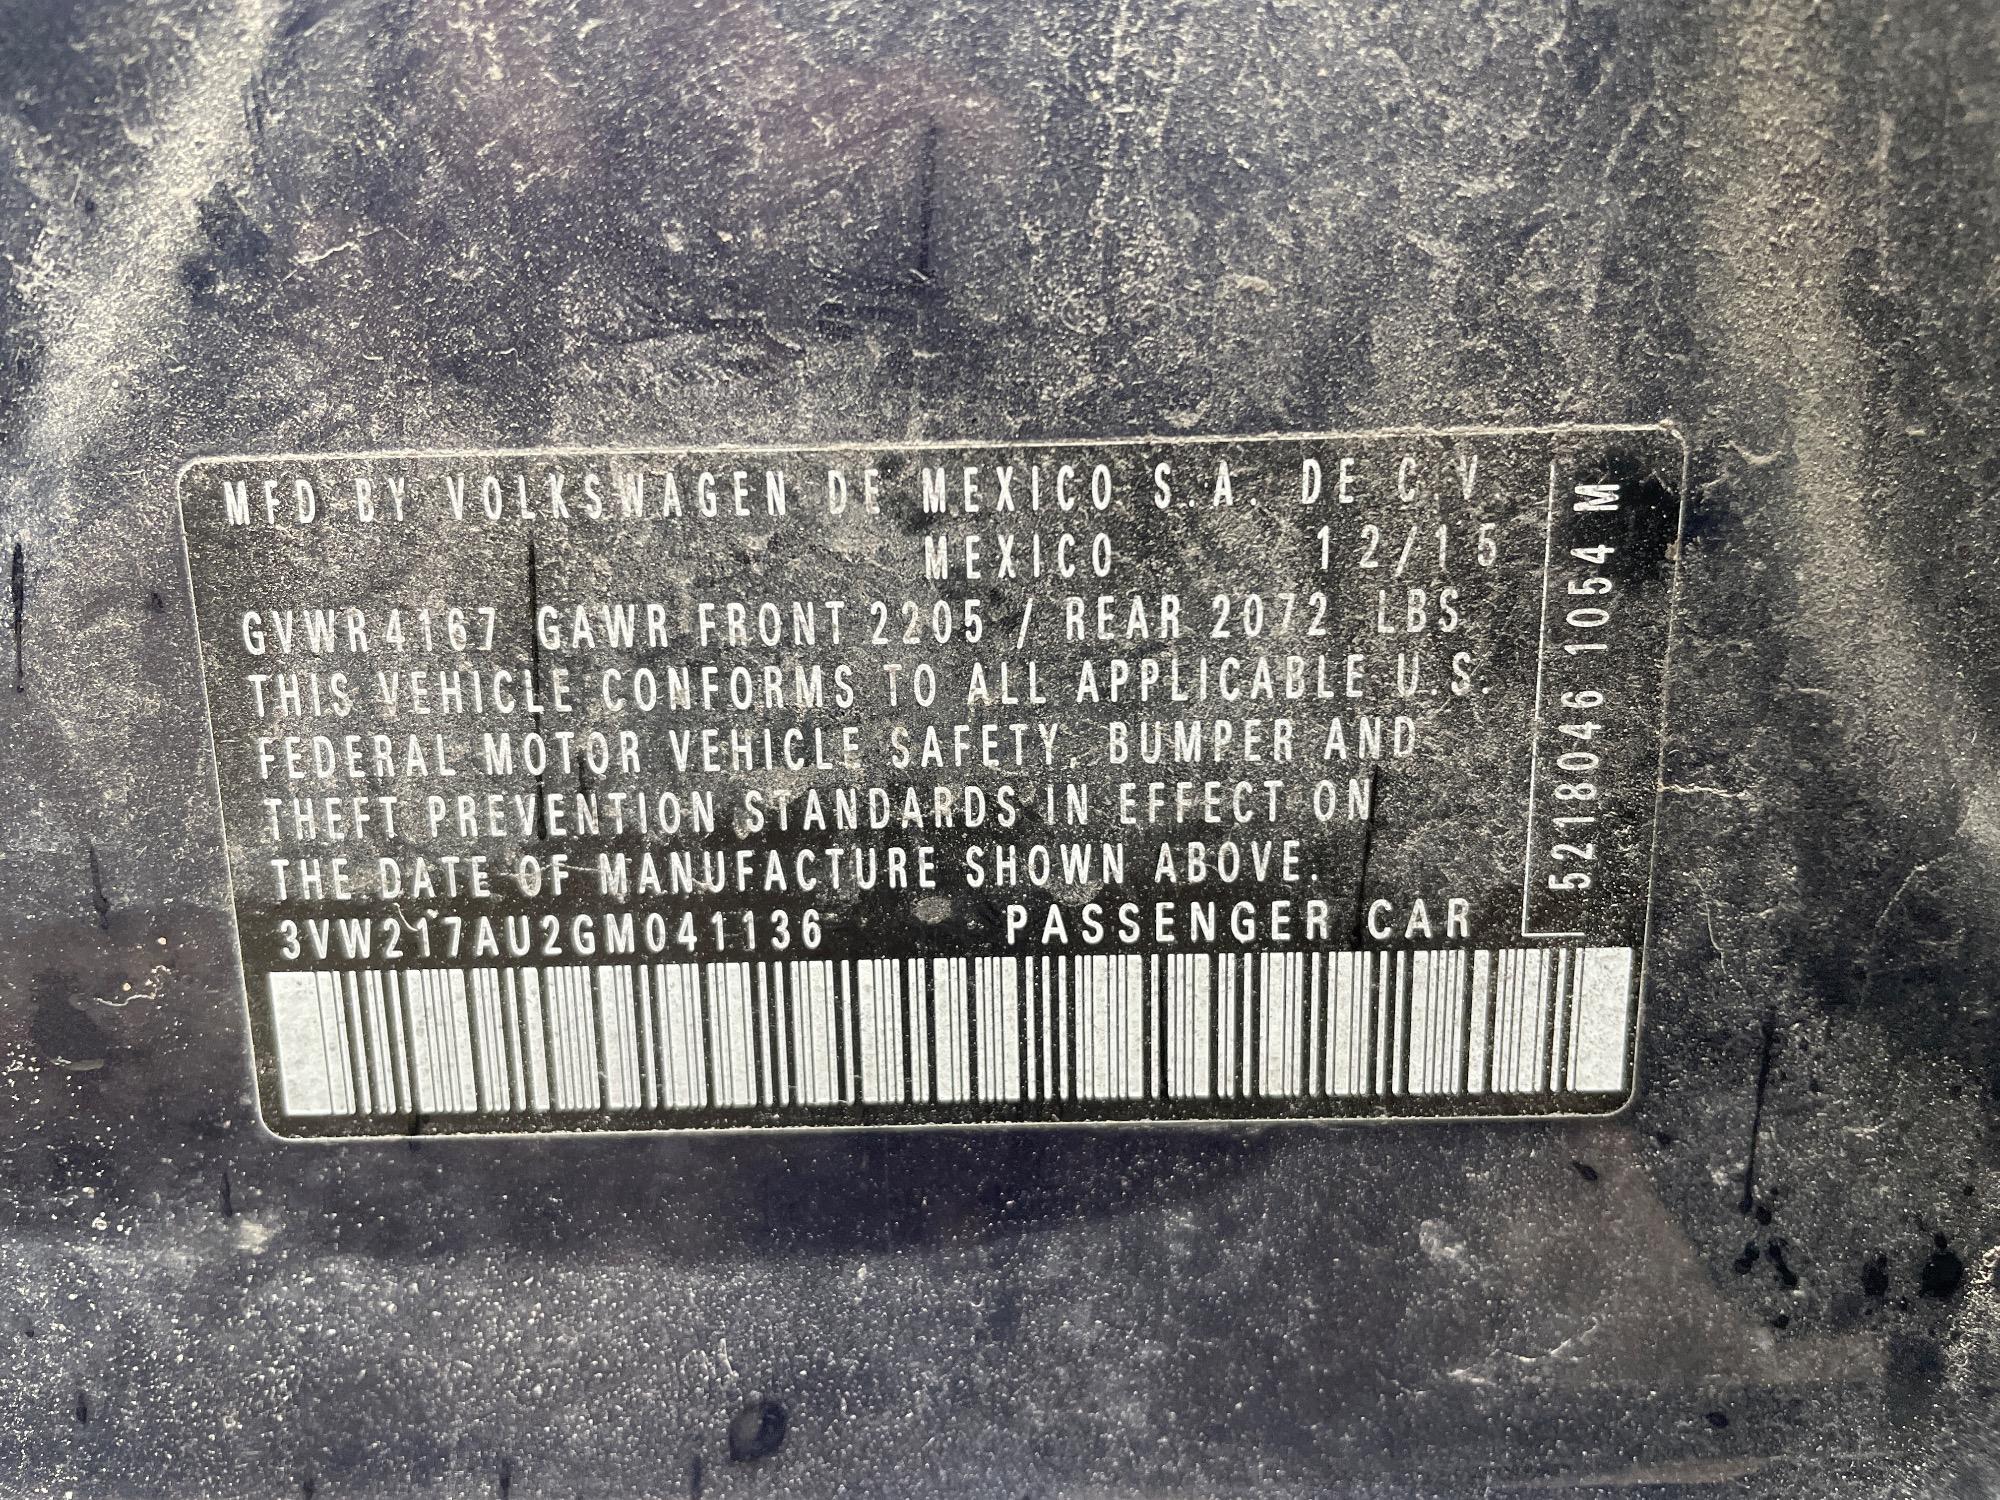 MFD BY VOLKSWAGEN DE MEXICO S.A. DE C.V.
MEXICO 12/15
GVWR 4167 GAWR FRONT 2205 / REAR 2072 LBS
THIS VEHICLE CONFORMS TO ALL APPLICABLE U.S.
FEDERAL MOTOR VEHICLE SAFETY, BUMPER AND
THEFT PREVENTION STANDARDS IN EFFECT ON
THE DATE OF MANUFACTURE SHOWN ABOVE.
3VW217AU2GM041136 PASSENGER CAR
5218046 1054 M